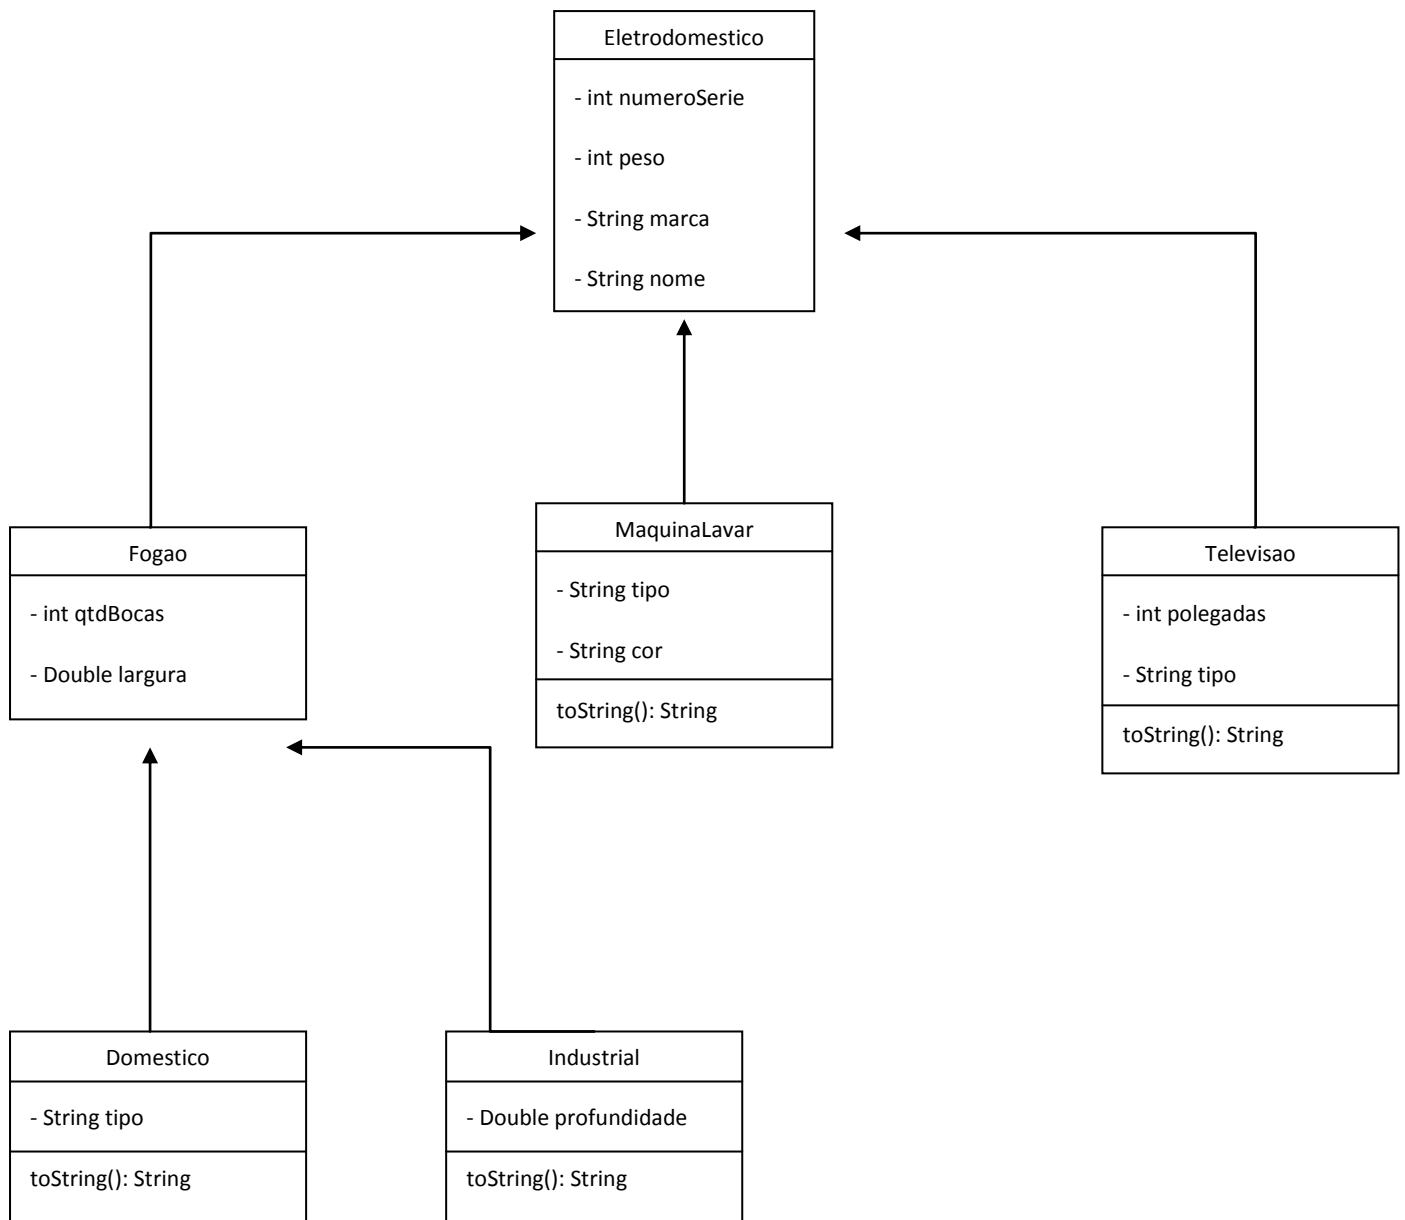 Eletrodomestico
- int numeroSerie
- int peso
- String marca
- String nome
Fogao
- int qtdBocas
- Double largura
MaquinaLavar
- String tipo
- String cor
toString(): String
Televisao
- int polegadas
- String tipo
toString(): String
Domestico
- String tipo
toString(): String
Industrial
- Double profundidade
toString(): String